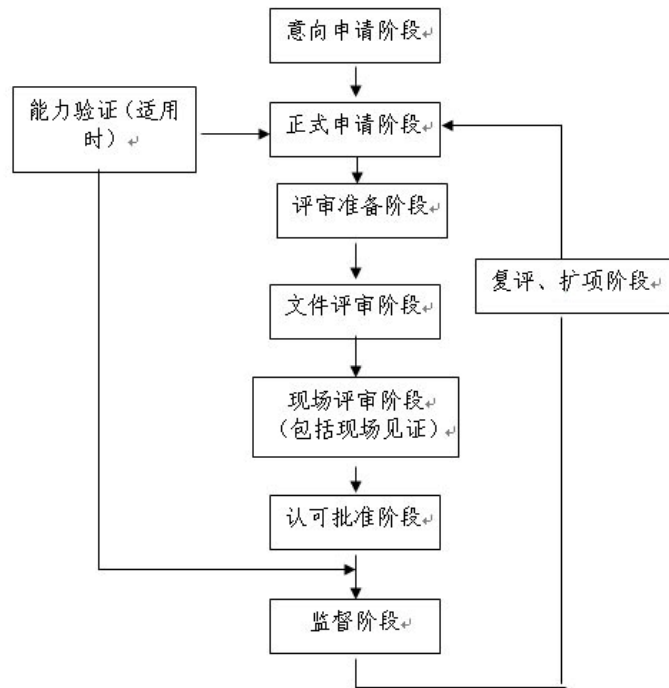 意向申请阶段
能力验证（适用
时）
正式申请阶段
评审准备阶段
复评、扩项阶段
文件评审阶段
现场评审阶段
（包括现场见证）
认可批准阶段
监督阶段